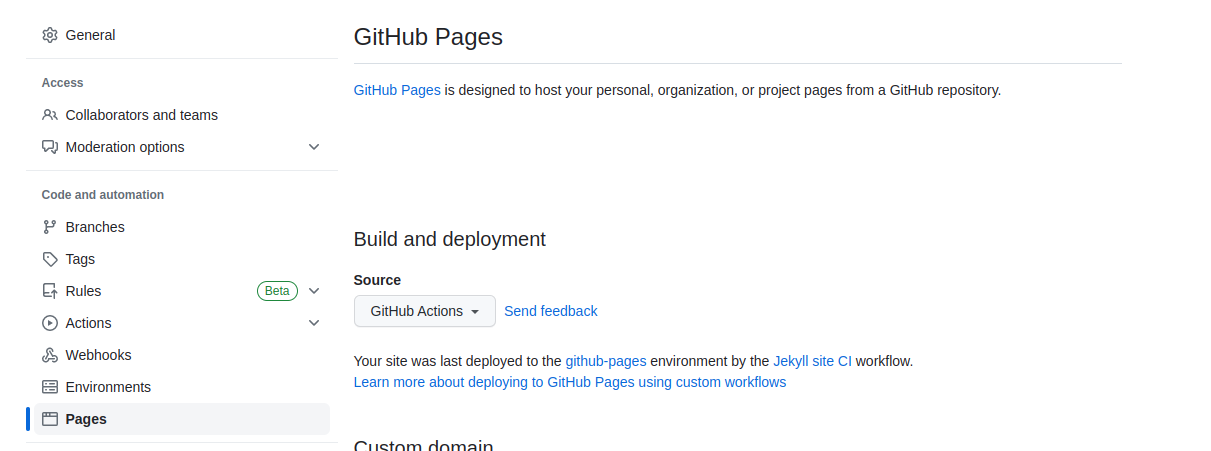 General
Access
Collaborators and teams
Moderation options
Code and automation
Branches
Tags
Rules Beta
Actions
Webhooks
Environments
Pages
GitHub Pages
GitHub Pages is designed to host your personal, organization, or project pages from a GitHub repository.
Build and deployment
Source
GitHub Actions Send feedback
Your site was last deployed to the github-pages environment by the Jekyll site CI workflow.
Learn more about deploying to GitHub Pages using custom workflows
Custom domain